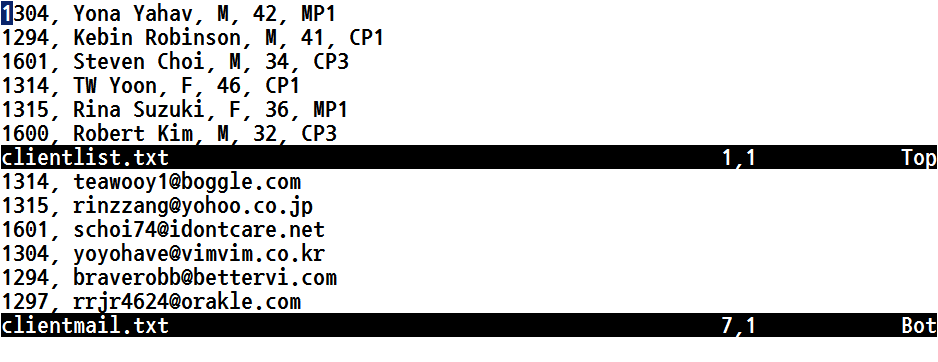 1304, Yona Yahav, M, 42, MP1
1294, Kebin Robinson, M, 41, CP1
1601, Steven Choi, M, 34, CP3
1314, TW Yoon, F, 46, CP1
1315, Rina Suzuki, F, 36, MP1
1600, Robert Kim, M, 32, CP3
clientlist.txt 1,1 Top
1314, teawooy1@boggle.com
1315, rinzzang@yohoo.co.jp
1601, schoi74@idontcare.net
1304, yoyohave@vimvim.co.kr
1294, braverobb@bettervi.com
1297, rrjr4624@orakle.com
clientmail.txt 7,1 Bot